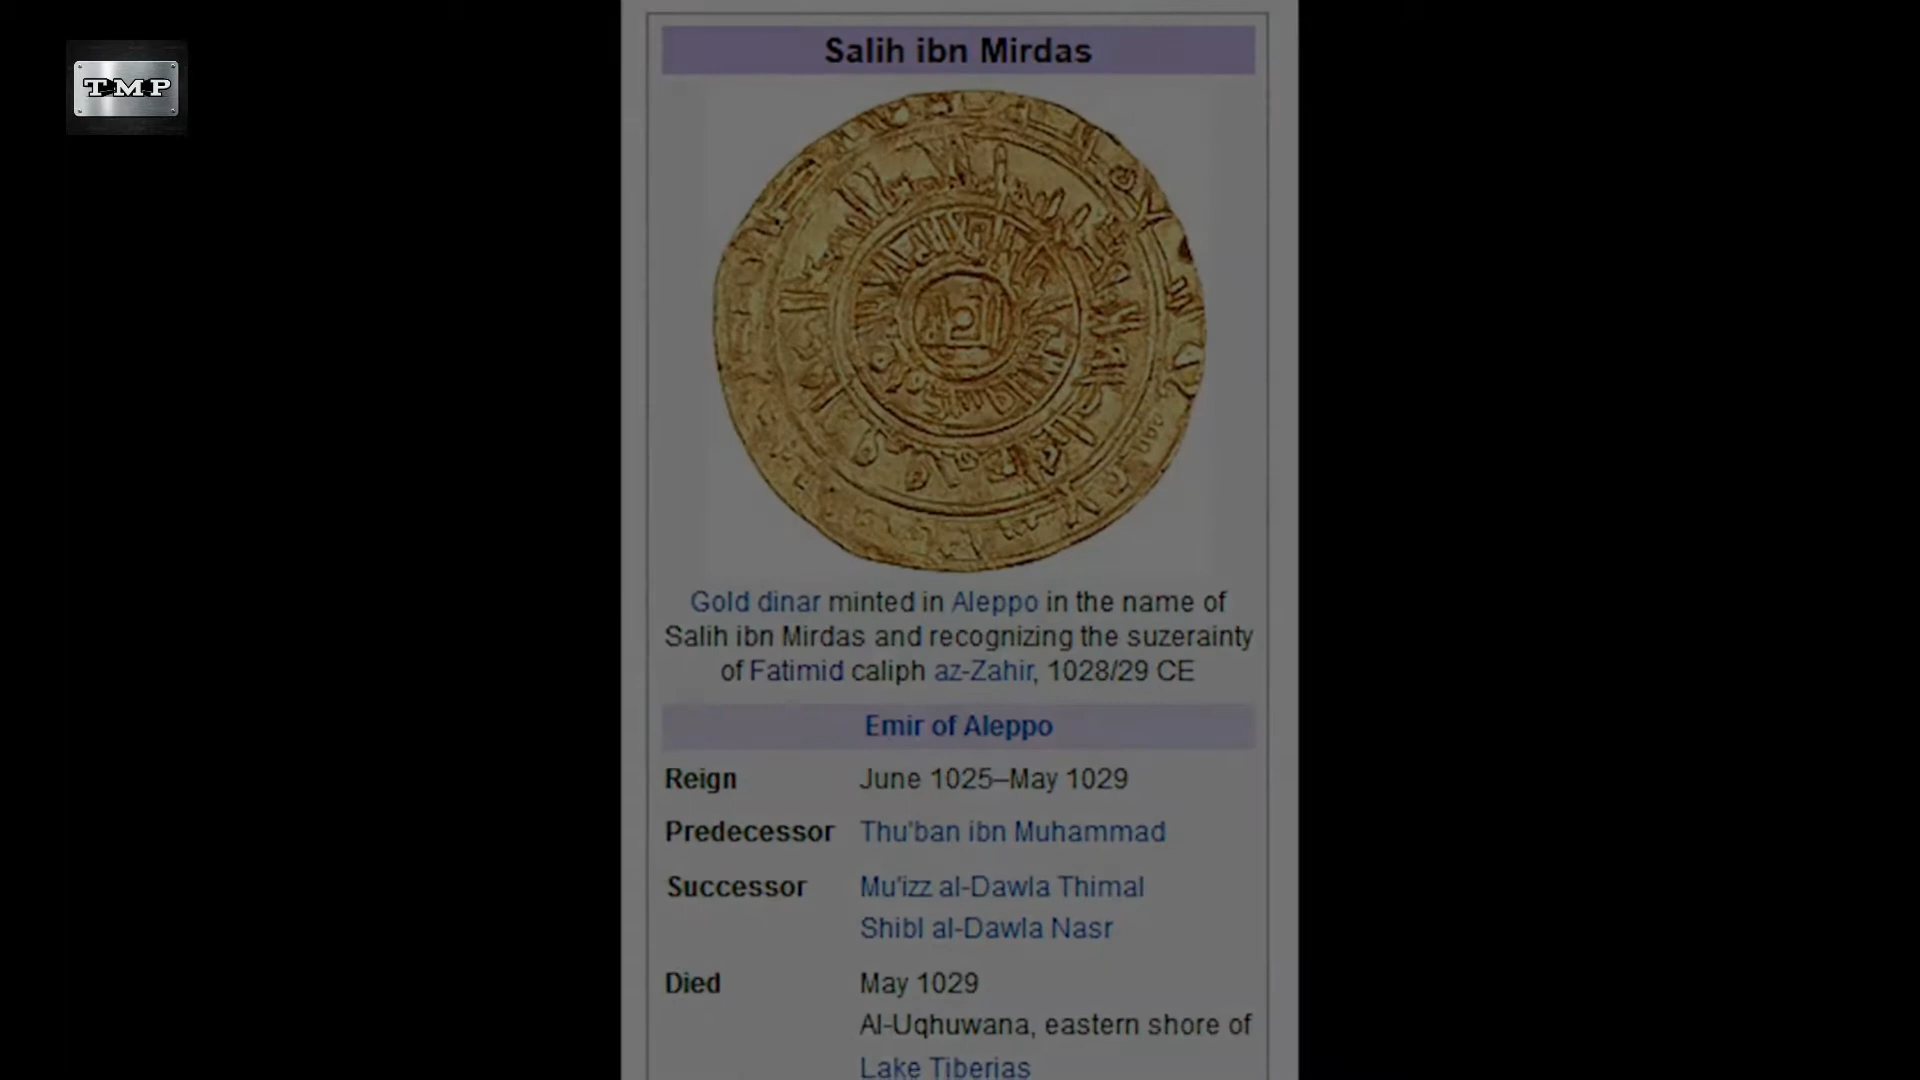 TMP
Salih ibn Mirdas
Gold dinar minted in Aleppo in the name of
Salih ibn Mirdas and recognizing the suzerainty
of Fatimid caliph az-Zahir, 1028/29 CE
Emir of Aleppo
Reign June 1025–May 1029
Predecessor Thu'ban ibn Muhammad
Successor Mu'izz al-Dawla Thimal
Shibl al-Dawla Nasr
Died May 1029
Al-Uqhuwana, eastern shore of
Lake Tiberias